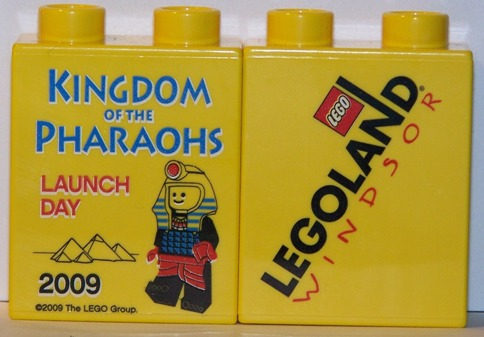 KINGDOM
OF THE
PHARAOHS
LAUNCH
DAY
2009
©2009 The LEGO Group.
LEGO
LEGOLAND®
WINDSOR